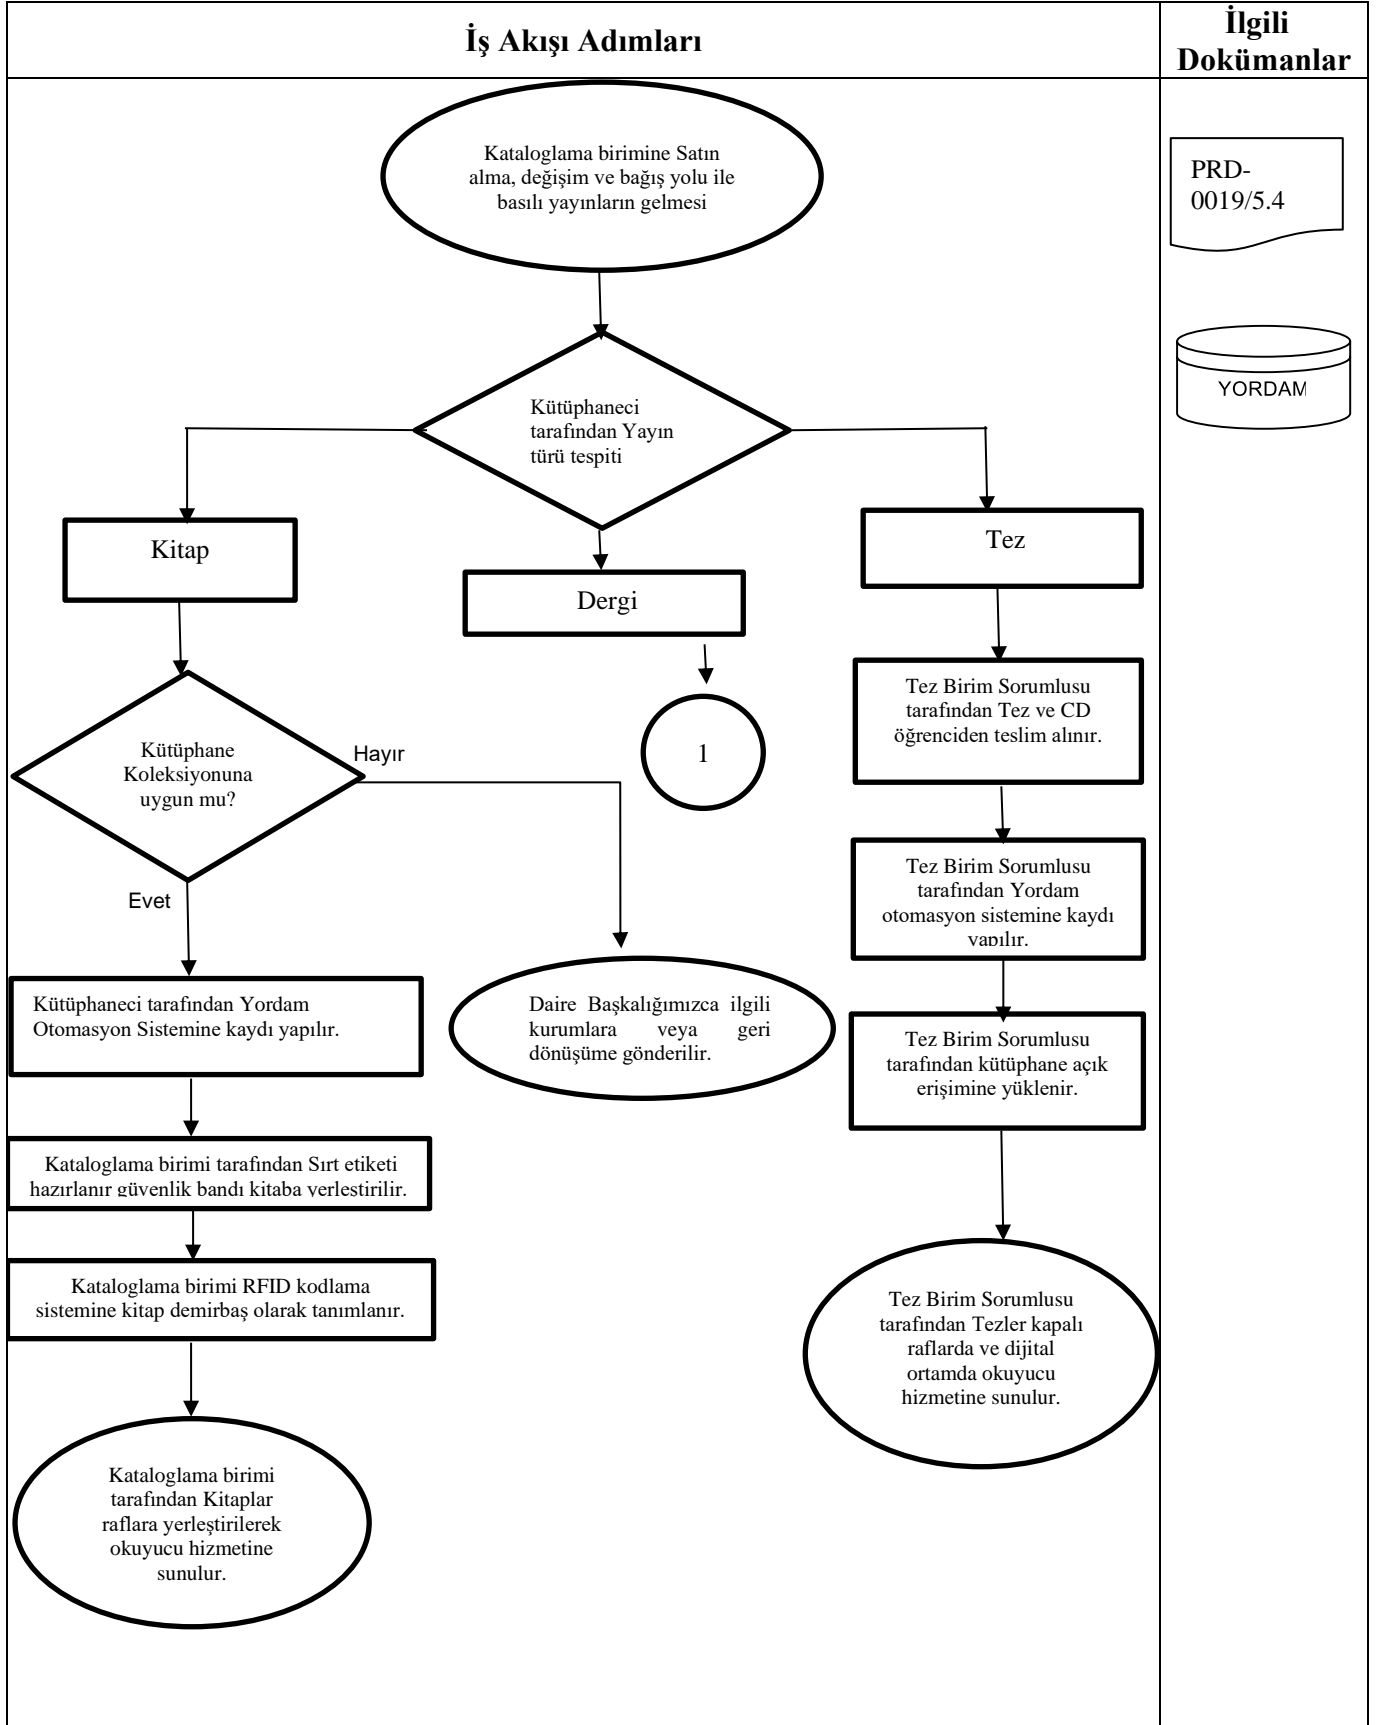 İş Akışı Adımları
İlgili
Dokümanlar
Kataloglama birimine Satın
alma, değişim ve bağış yolu ile
basılı yayınların gelmesi
PRD-
0019/5.4
YORDAM
Kütüphaneci
tarafından Yayın
türü tespiti
Kitap
Dergi
Tez
1
Kütüphane
Koleksiyonuna
uygun mu?
Hayır
Evet
Tez Birim Sorumlusu
tarafından Tez ve CD
öğrenciden teslim alınır.
Tez Birim Sorumlusu
tarafından Yordam
otomasyon sistemine kaydı
yapılır.
Kütüphaneci tarafından Yordam
Otomasyon Sistemine kaydı yapılır.
Daire Başkalığımızca ilgili
kurumlara veya geri
dönüşüme gönderilir.
Tez Birim Sorumlusu
tarafından kütüphane açık
erişimine yüklenir.
Kataloglama birimi tarafından Sırt etiketi
hazırlanır güvenlik bandı kitaba yerleştirilir.
Kataloglama birimi RFID kodlama
sistemine kitap demirbaş olarak tanımlanır.
Tez Birim Sorumlusu
tarafından Tezler kapalı
raflarda ve dijital
ortamda okuyucu
hizmetine sunulur.
Kataloglama birimi
tarafından Kitaplar
raflara yerleştirilerek
okuyucu hizmetine
sunulur.